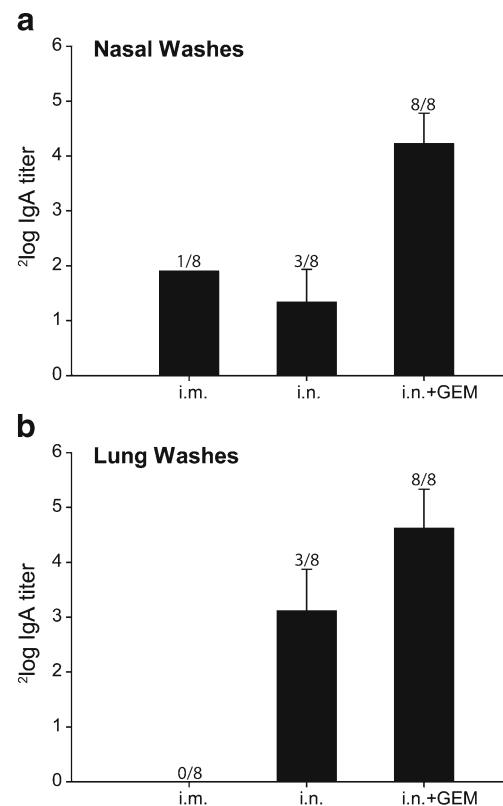 a
Nasal Washes
²log IgA titer
6
5
4
3
2
1
0
1/8
3/8
8/8
i.m.
i.n.
i.n.+GEM
b
Lung Washes
²log IgA titer
6
5
4
3
2
1
0
0/8
3/8
8/8
i.m.
i.n.
i.n.+GEM